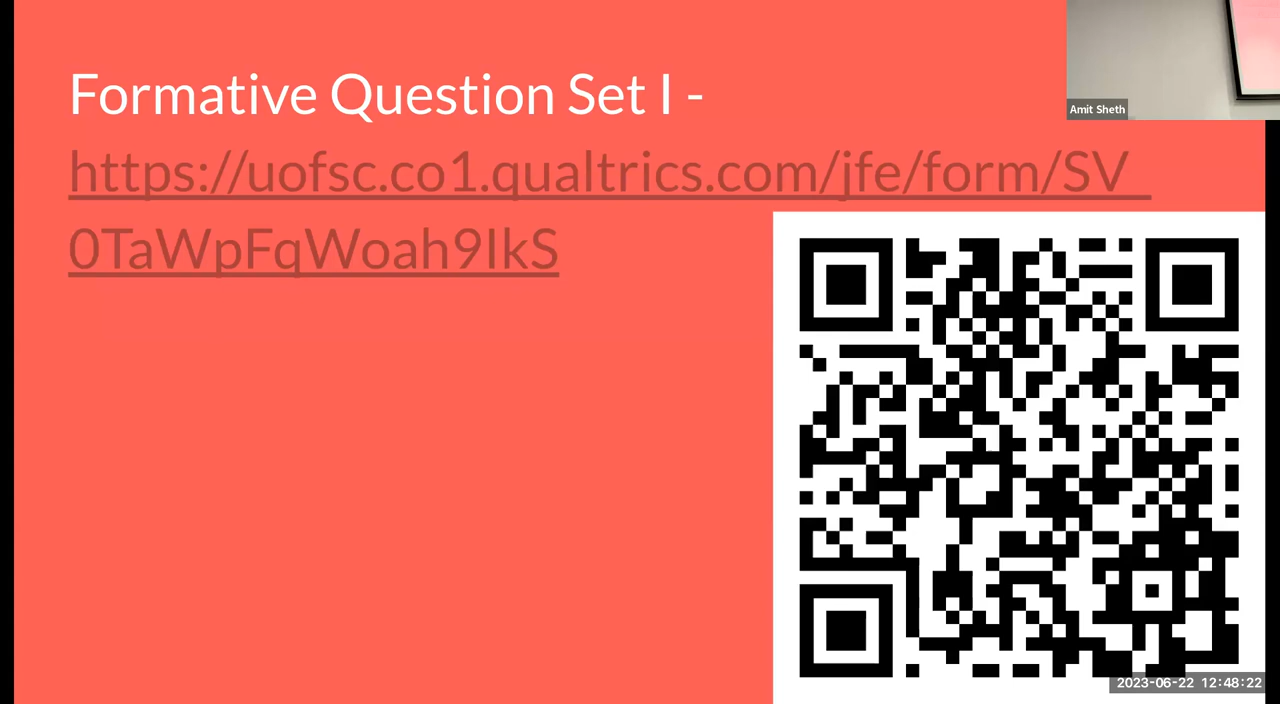 Formative Question Set I -
https://uofsc.co1.qualtrics.com/jfe/form/SV_
0TaWpFqWoah9IkS
Amit Sheth
2023-06-22 12:48:22